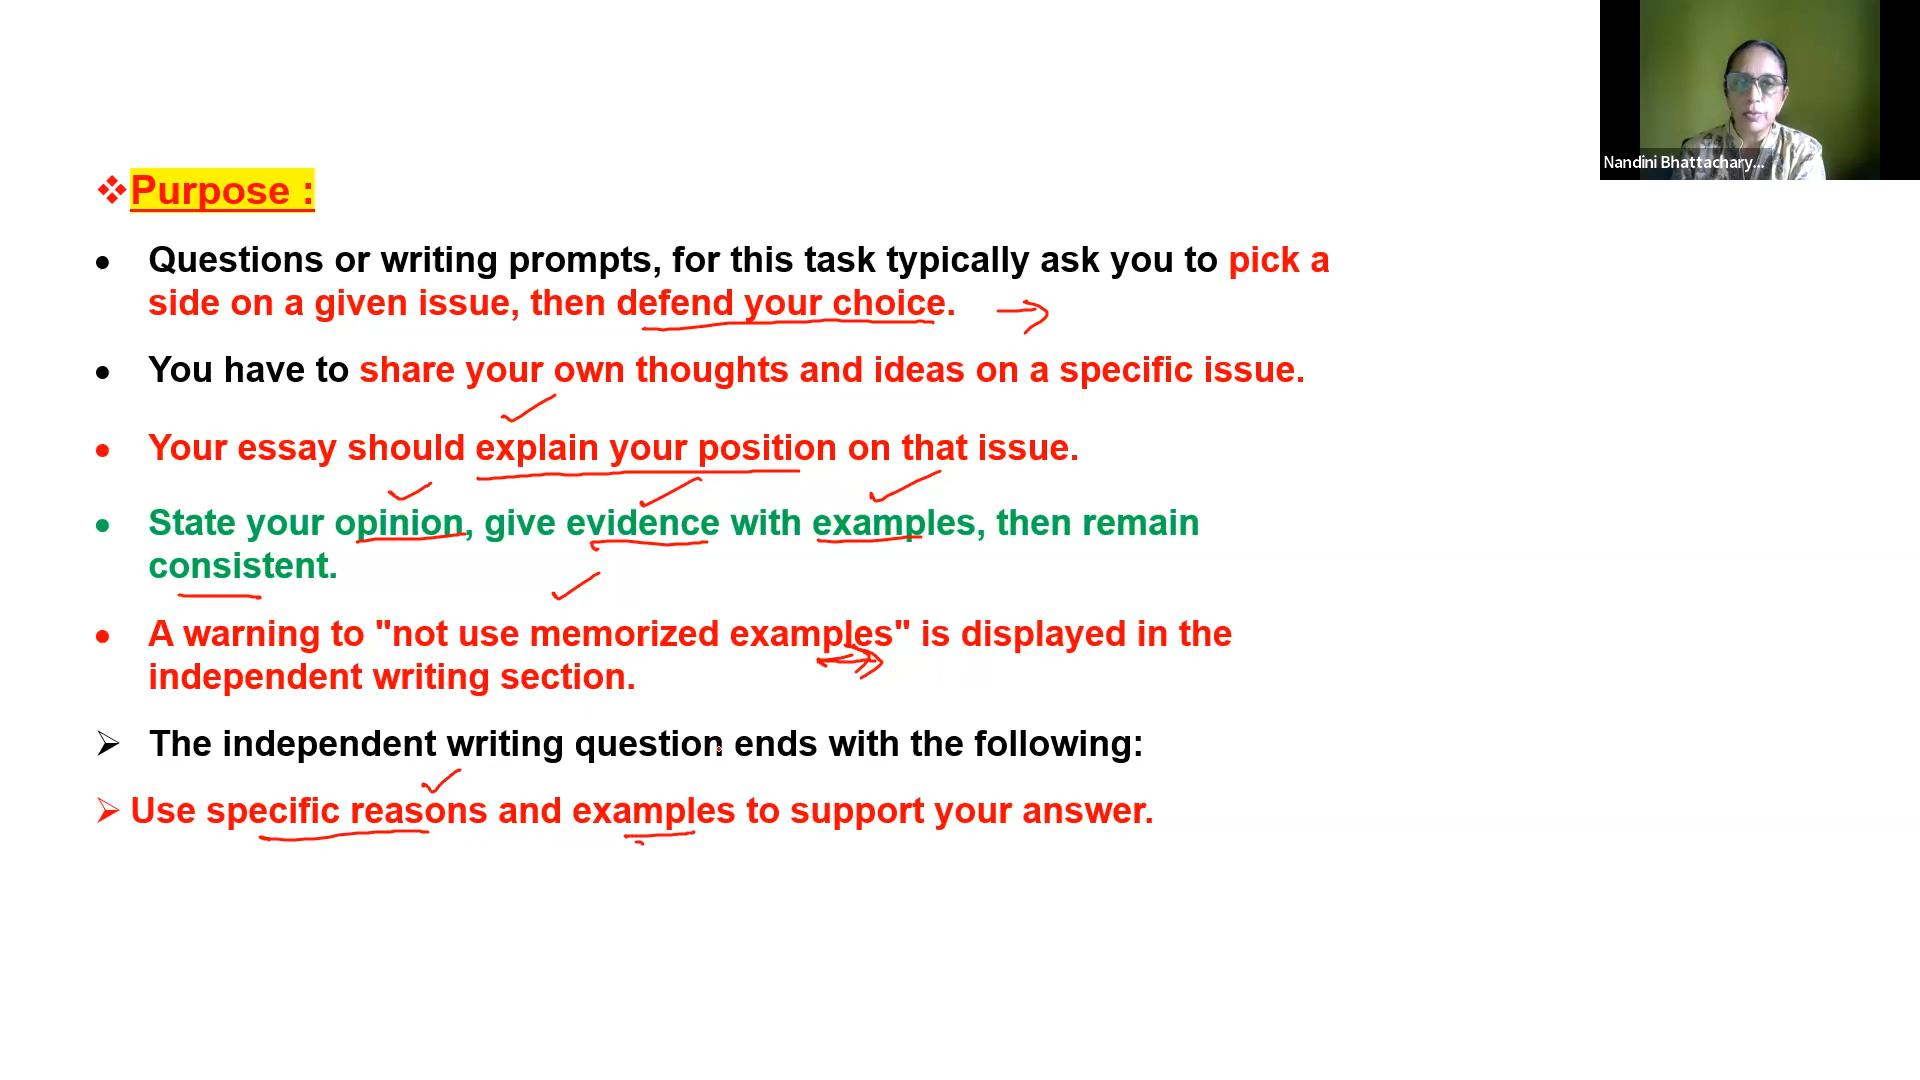 Nandini Bhattachary...
❖Purpose :
• Questions or writing prompts, for this task typically ask you to pick a
side on a given issue, then defend your choice.
• You have to share your own thoughts and ideas on a specific issue.
• Your essay should explain your position on that issue.
• State your opinion, give evidence with examples, then remain
consistent.
• A warning to "not use memorized examples" is displayed in the
independent writing section.
➢ The independent writing question ends with the following:
➢ Use specific reasons and examples to support your answer.